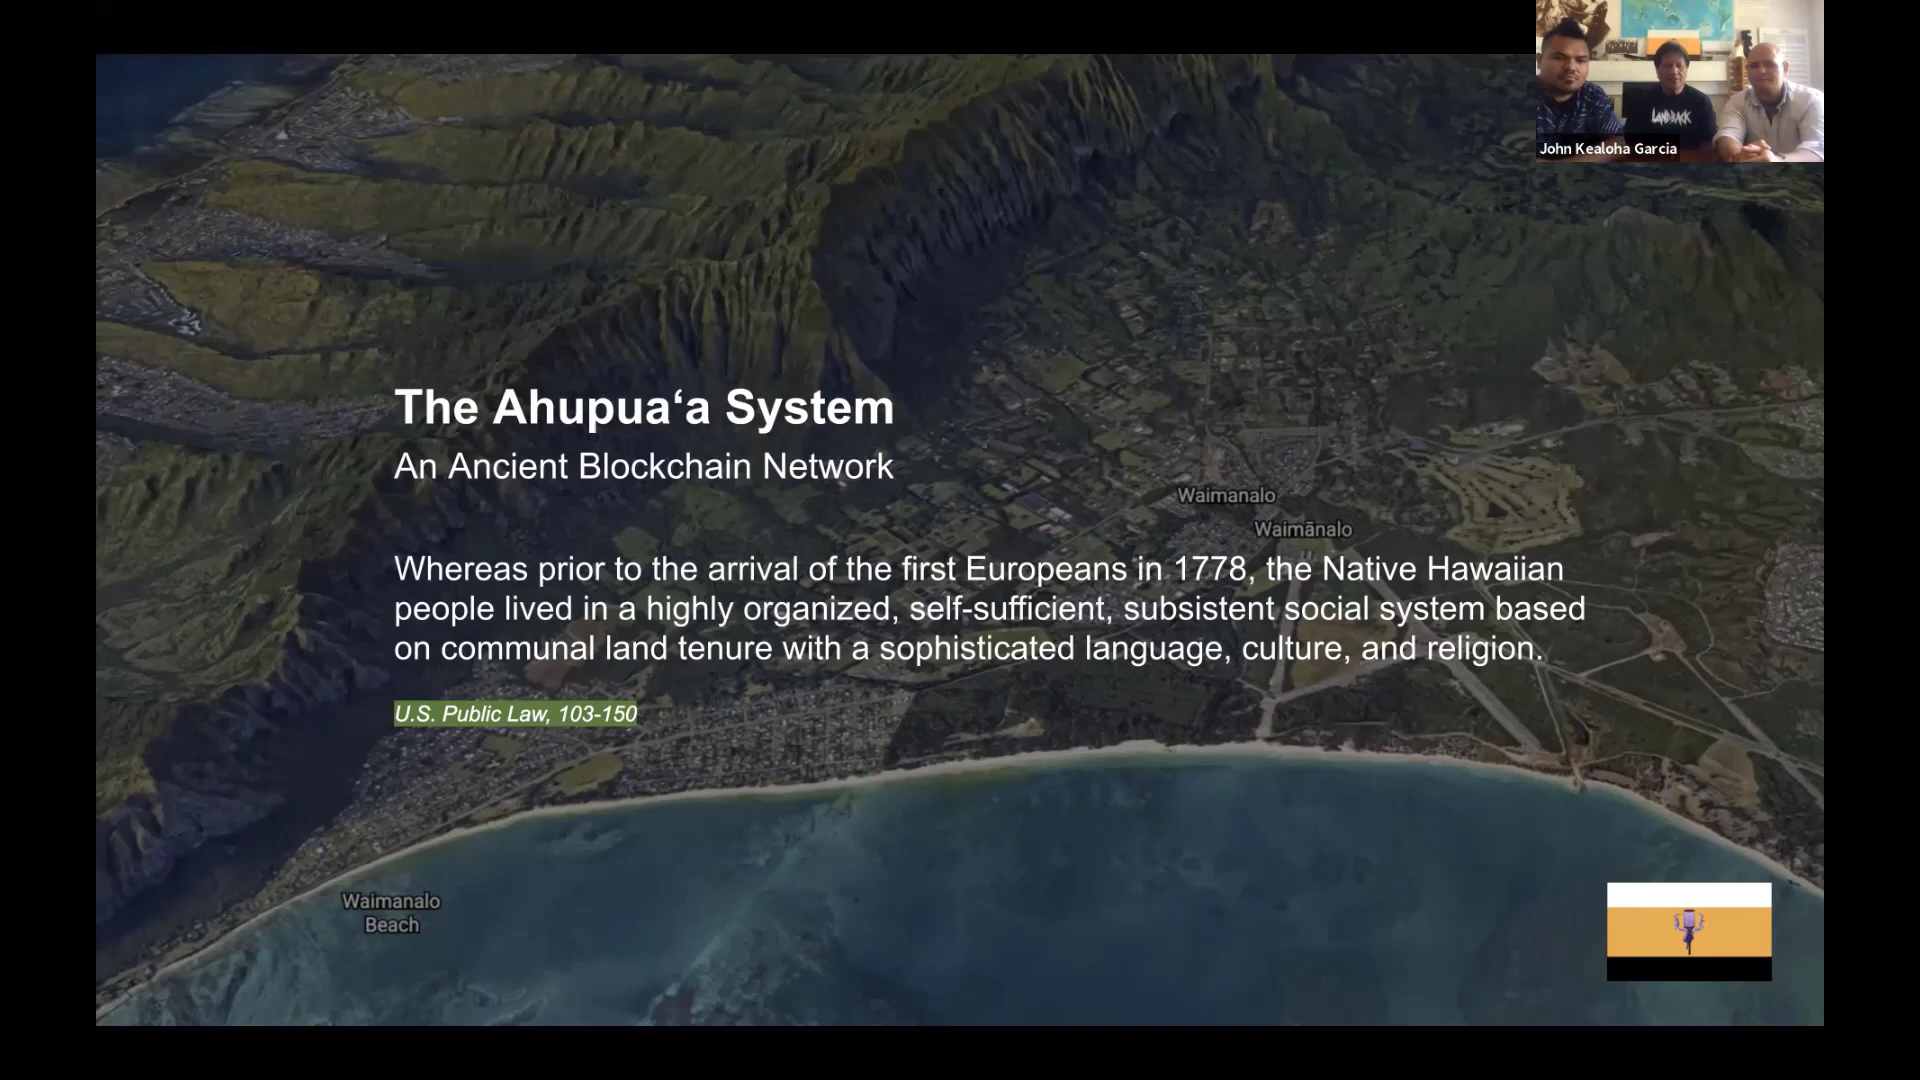 LANDBACK
John Kealoha Garcia
The Ahupua‘a System
An Ancient Blockchain Network
Waimanalo
Waimānalo
Whereas prior to the arrival of the first Europeans in 1778, the Native Hawaiian
people lived in a highly organized, self-sufficient, subsistent social system based
on communal land tenure with a sophisticated language, culture, and religion.
U.S. Public Law, 103-150
Waimanalo
Beach